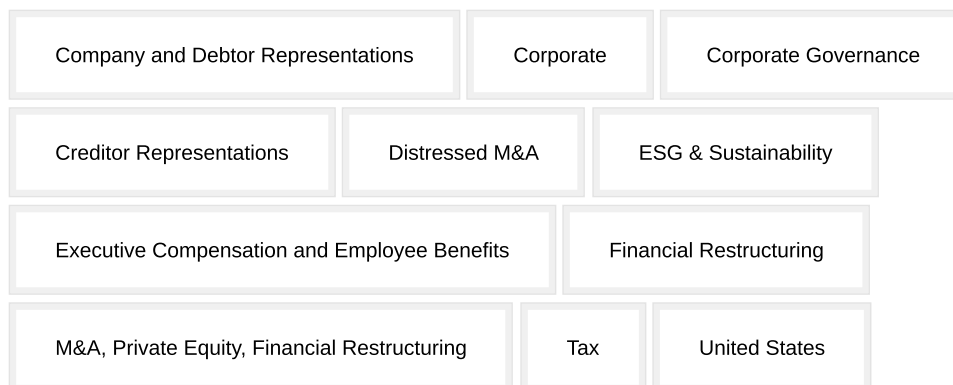 Company and Debtor Representations Corporate Corporate Governance
Creditor Representations Distressed M&A ESG & Sustainability
Executive Compensation and Employee Benefits Financial Restructuring
M&A, Private Equity, Financial Restructuring Tax United States